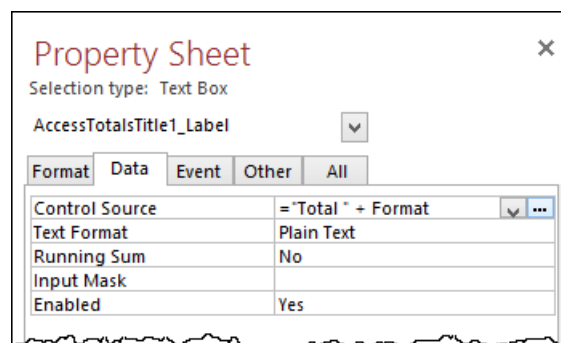 Property Sheet
Selection type: Text Box
AccessTotalsTitle1_Label
Format Data Event Other All
Control Source ="Total " + Format
Text Format Plain Text
Running Sum No
Input Mask
Enabled Yes